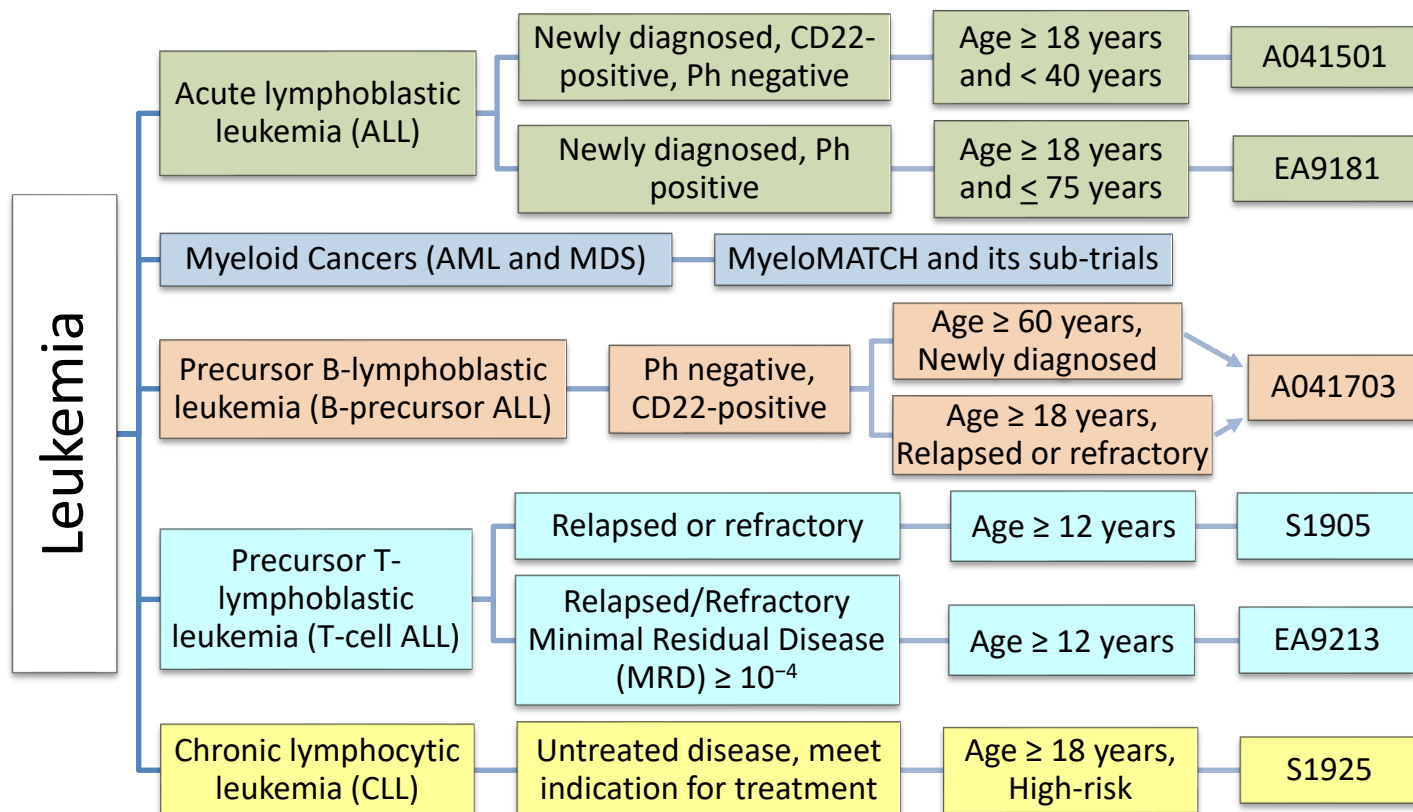 Leukemia
Acute lymphoblastic
leukemia (ALL)
Newly diagnosed, CD22-
positive, Ph negative
Age ≥ 18 years
and < 40 years
A041501
Newly diagnosed, Ph
positive
Age ≥ 18 years
and ≤ 75 years
EA9181
Myeloid Cancers (AML and MDS)
MyeloMATCH and its sub-trials
Precursor B-lymphoblastic
leukemia (B-precursor ALL)
Ph negative,
CD22-positive
Age ≥ 60 years,
Newly diagnosed
Age ≥ 18 years,
Relapsed or refractory
A041703
Precursor T-
lymphoblastic
leukemia (T-cell ALL)
Relapsed or refractory
Age ≥ 12 years
S1905
Relapsed/Refractory
Minimal Residual Disease
(MRD) ≥ 10⁻⁴
Age ≥ 12 years
EA9213
Chronic lymphocytic
leukemia (CLL)
Untreated disease, meet
indication for treatment
Age ≥ 18 years,
High-risk
S1925